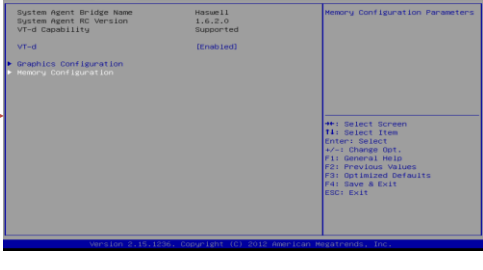 System Agent Bridge Name Haswell
System Agent RC Version 1.6.2.0
VT-d Capability Supported
VT-d [Enabled]
Graphics Configuration
Memory Configuration
Memory Configuration Parameters
→←: Select Screen
↑↓: Select Item
Enter: Select
+/-: Change Opt.
F1: General Help
F2: Previous Values
F3: Optimized Defaults
F4: Save & Exit
ESC: Exit
Version 2.15.1236. Copyright (C) 2012 American Megatrends, Inc.